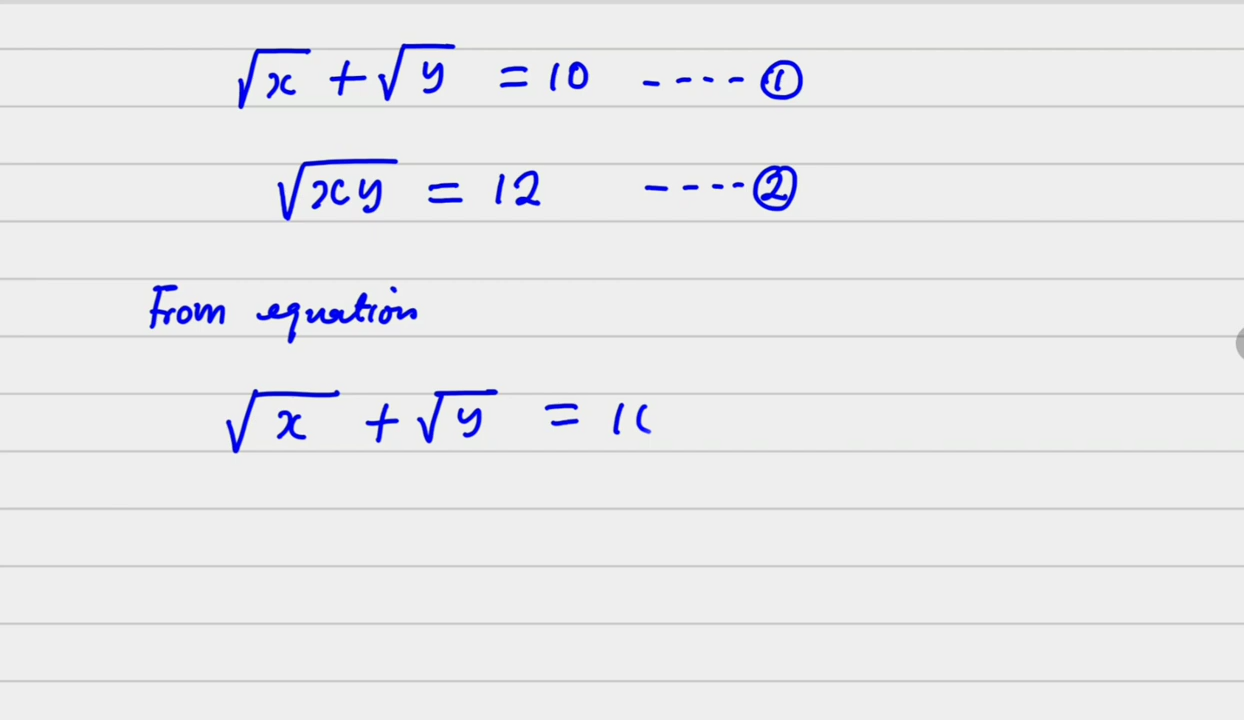 √x + √y = 10 ---- ①
√xy = 12 ---- ②
From equation
√x + √y = 1(